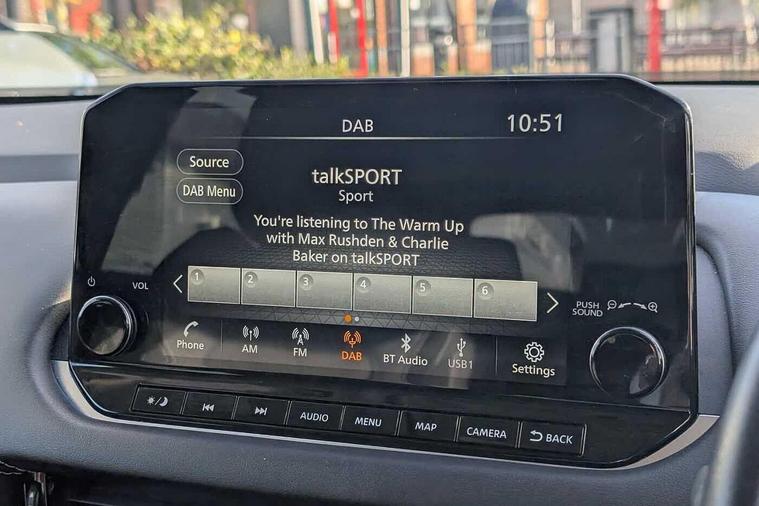 DAB
10:51
Source
DAB Menu
talkSPORT
Sport
You're listening to The Warm Up
with Max Rushden & Charlie
Baker on talkSPORT
1 2 3 4 5 6
VOL
PUSH
SOUND
Phone
AM
FM
DAB
BT Audio
USB1
Settings
AUDIO
MENU
MAP
CAMERA
BACK